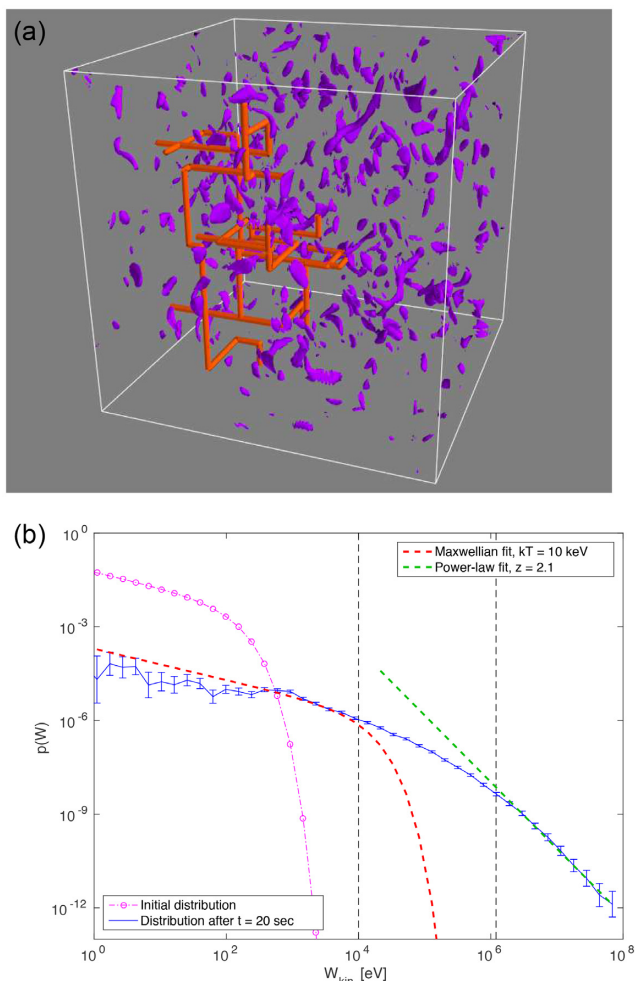 (a)
(b)
10^0
Maxwellian fit, kT = 10 keV
Power-law fit, z = 2.1
10^-3
10^-6
p(W)
10^-9
10^-12
Initial distribution
Distribution after t = 20 sec
10^0 10^2 10^4 10^6 10^8
W_kin [eV]